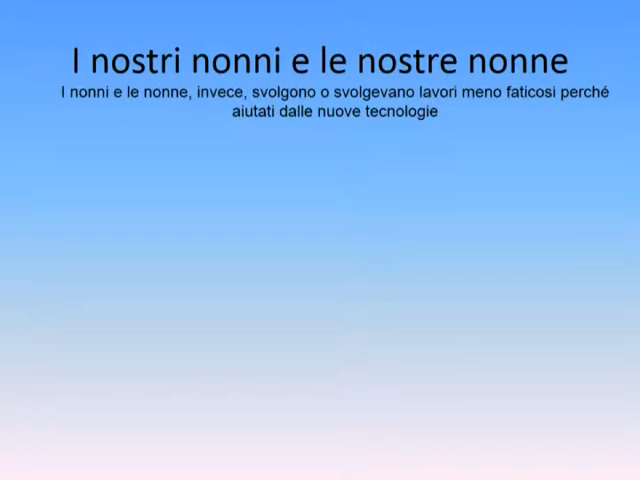 I nostri nonni e le nostre nonne
I nonni e le nonne, invece, svolgono o svolgevano lavori meno faticosi perché
aiutati dalle nuove tecnologie